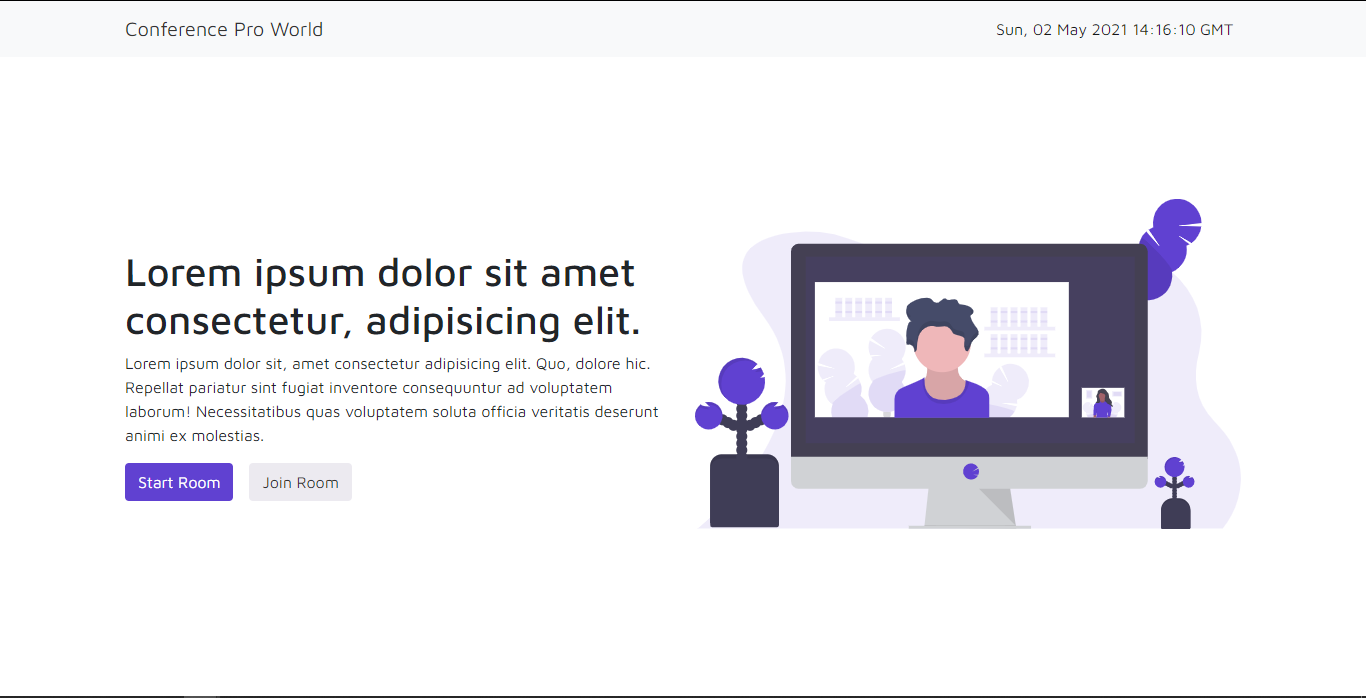 Conference Pro World
Sun, 02 May 2021 14:16:10 GMT
Lorem ipsum dolor sit amet
consectetur, adipisicing elit.
Lorem ipsum dolor sit, amet consectetur adipisicing elit. Quo, dolore hic.
Repellat pariatur sint fugiat inventore consequuntur ad voluptatem
laborum! Necessitatibus quas voluptatem soluta officia veritatis deserunt
animi ex molestias.
Start Room
Join Room